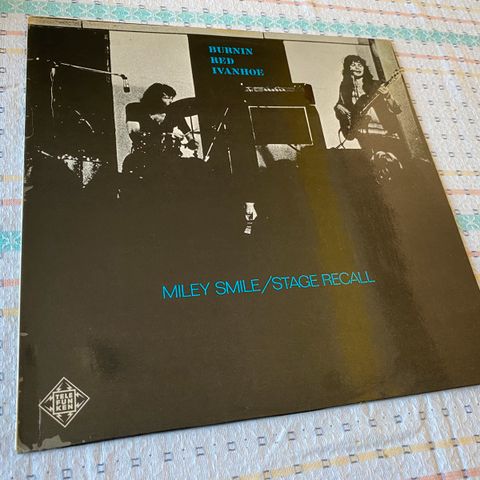 BURNIN
RED
IVANHOE
MILEY SMILE/STAGE RECALL
TELE
FUN
KEN